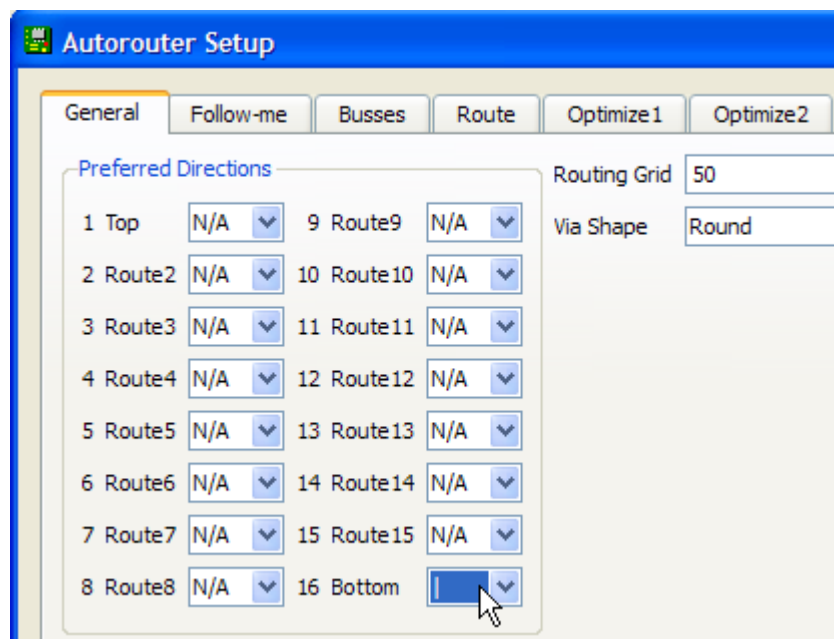 Autorouter Setup
General Follow-me Busses Route Optimize1 Optimize2
Preferred Directions
Routing Grid 50
Via Shape Round
1 Top N/A 9 Route9 N/A
2 Route2 N/A 10 Route10 N/A
3 Route3 N/A 11 Route11 N/A
4 Route4 N/A 12 Route12 N/A
5 Route5 N/A 13 Route13 N/A
6 Route6 N/A 14 Route14 N/A
7 Route7 N/A 15 Route15 N/A
8 Route8 N/A 16 Bottom |